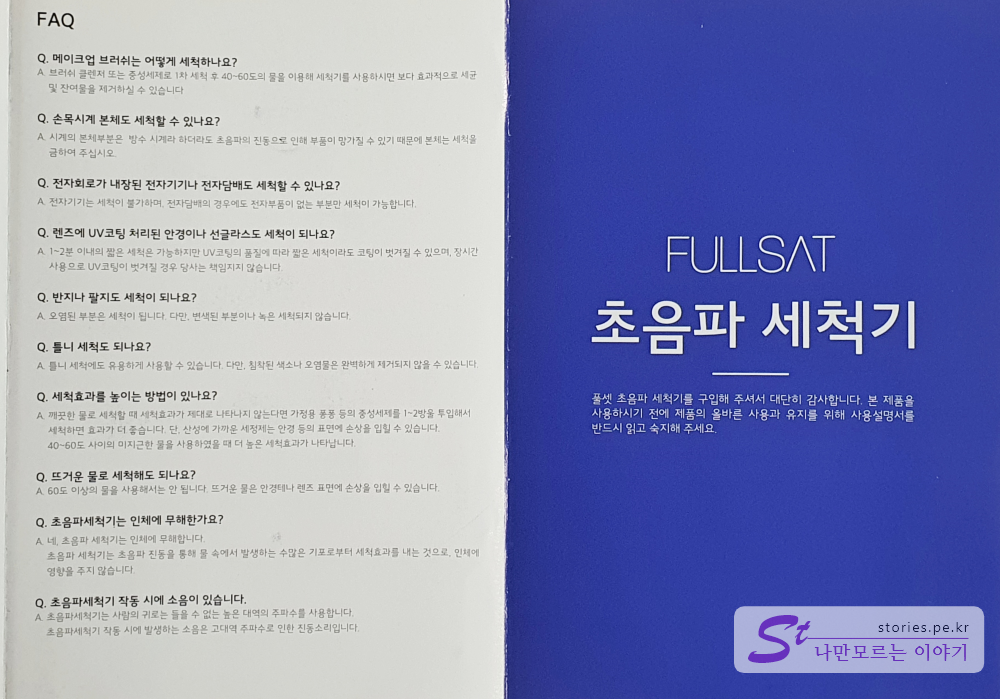 FAQ
Q. 메이크업 브러쉬는 어떻게 세척하나요?
A. 브러쉬 클렌저 또는 중성세제로 1차 세척 후 40~60도의 물을 이용해 세척기를 사용하시면 보다 효과적으로 세균
및 잔여물을 제거하실 수 있습니다
Q. 손목시계 본체도 세척할 수 있나요?
A. 시계의 본체부분은 방수 시계라 하더라도 초음파의 진동으로 인해 부품이 망가질 수 있기 때문에 본체는 세척을
금하여 주십시오.
Q. 전자회로가 내장된 전자기기나 전자담배도 세척할 수 있나요?
A. 전자기기는 세척이 불가하며, 전자담배의 경우에도 전자부품이 없는 부분만 세척이 가능합니다.
Q. 렌즈에 UV코팅 처리된 안경이나 선글라스도 세척이 되나요?
A. 1~2분 이내의 짧은 세척은 가능하지만 UV코팅의 품질에 따라 짧은 세척이라도 코팅이 벗겨질 수 있으며, 장시간
사용으로 UV코팅이 벗겨질 경우 당사는 책임지지 않습니다.
Q. 반지나 팔지도 세척이 되나요?
A. 오염된 부분은 세척이 됩니다. 다만, 변색된 부분이나 녹은 세척되지 않습니다.
Q. 틀니 세척도 되나요?
A. 틀니 세척에도 유용하게 사용할 수 있습니다. 다만, 침착된 색소나 오염물은 완벽하게 제거되지 않을 수 있습니다
Q. 세척효과를 높이는 방법이 있나요?
A. 깨끗한 물로 세척할 때 세척효과가 제대로 나타나지 않는다면 가정용 퐁퐁 등의 중성세제를 1~2방울 투입해서
세척하면 효과가 더 좋습니다. 단, 산성에 가까운 세정제는 안경 등의 표면에 손상을 입힐 수 있습니다.
40~60도 사이의 미지근한 물을 사용하였을 때 더 높은 세척효과가 나타납니다.
Q. 뜨거운 물로 세척해도 되나요?
A. 60도 이상의 물을 사용해서는 안 됩니다. 뜨거운 물은 안경테나 렌즈 표면에 손상을 입힐 수 있습니다.
Q. 초음파세척기는 인체에 무해한가요?
A. 네, 초음파 세척기는 인체에 무해합니다.
초음파 세척기는 초음파 진동을 통해 물 속에서 발생하는 수많은 기포로부터 세척효과를 내는 것으로, 인체에
영향을 주지 않습니다.
Q. 초음파세척기 작동 시에 소음이 있습니다.
A. 초음파세척기는 사람의 귀로는 들을 수 없는 높은 대역의 주파수를 사용합니다.
초음파세척기 작동 시에 발생하는 소음은 고대역 주파수로 인한 진동소리입니다.
FULLSAT
초음파 세척기
풀셋 초음파 세척기를 구입해 주셔서 대단히 감사합니다. 본 제품을
사용하시기 전에 제품의 올바른 사용과 유지를 위해 사용설명서를
반드시 읽고 숙지해 주세요.
St
stories.pe.kr
나만모르는 이야기